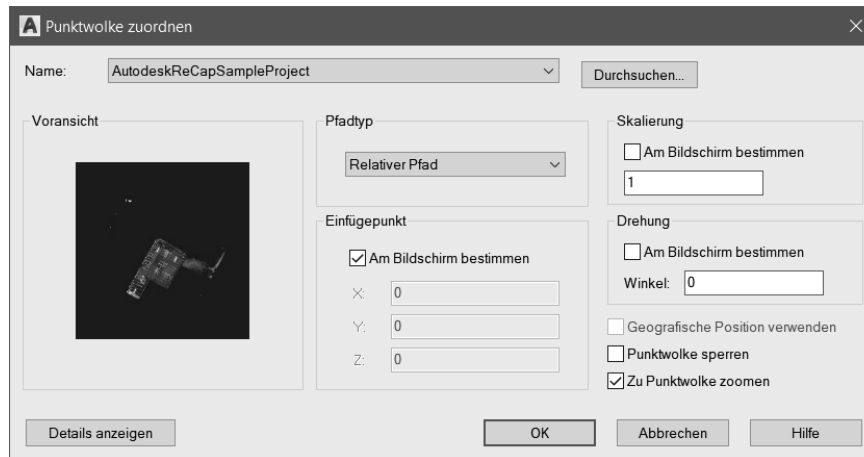 A Punktwolke zuordnen
Name: AutodeskReCapSampleProject Durchsuchen...
Voransicht
Pfadtyp
Relativer Pfad
Einfügepunkt
Am Bildschirm bestimmen
X: 0
Y: 0
Z: 0
Skalierung
Am Bildschirm bestimmen
1
Drehung
Am Bildschirm bestimmen
Winkel: 0
Geografische Position verwenden
Punktwolke sperren
Zu Punktwolke zoomen
Details anzeigen OK Abbrechen Hilfe